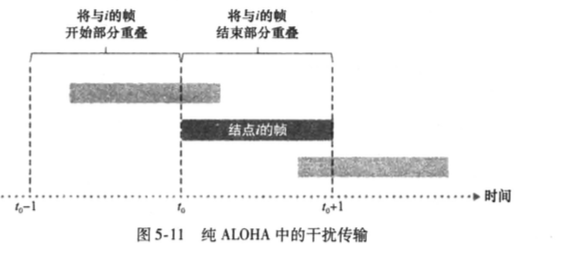 将与i的帧
开始部分重叠
将与i的帧
结束部分重叠
结点i的帧
t₀-1
t₀
t₀+1
时间
图 5-11 纯 ALOHA 中的干扰传输